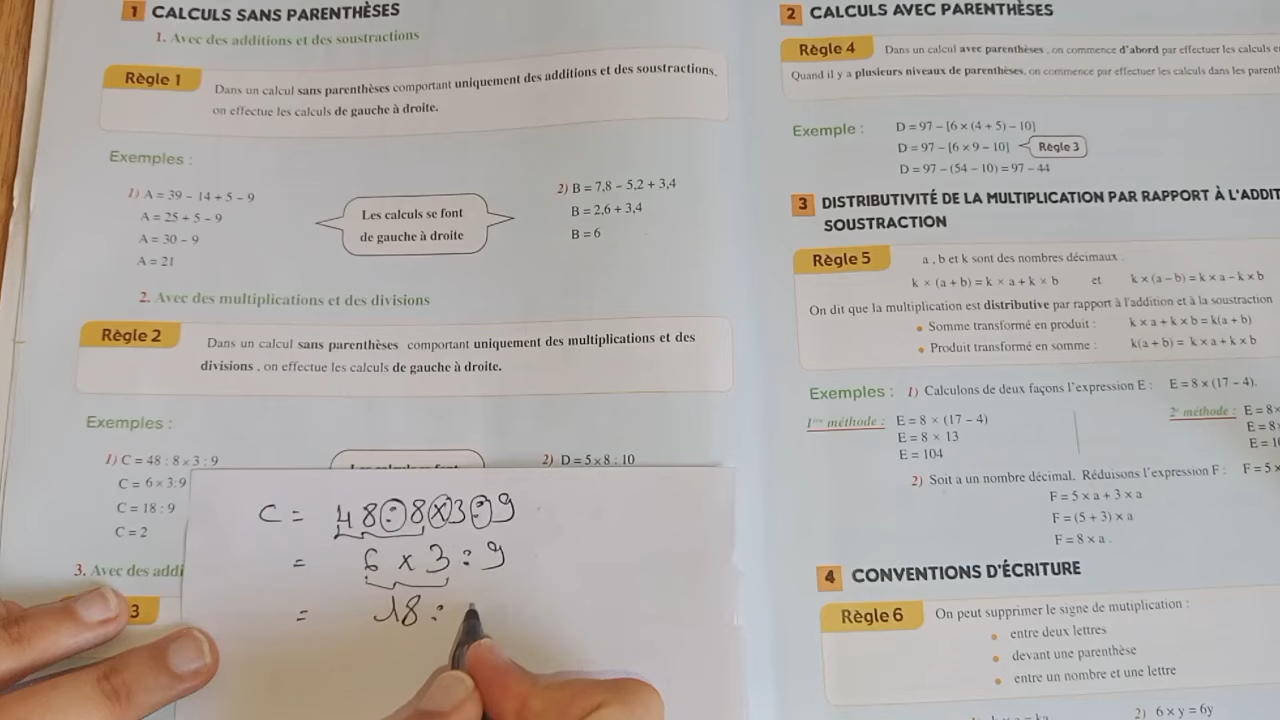 1 CALCULS SANS PARENTHÈSES
1. Avec des additions et des soustractions
Règle 1
Dans un calcul sans parenthèses comportant uniquement des additions et des soustractions,
on effectue les calculs de gauche à droite.
Exemples :
1) A = 39 - 14 + 5 - 9
A = 25 + 5 - 9
A = 30 - 9
A = 21
Les calculs se font
de gauche à droite
2) B = 7,8 - 5,2 + 3,4
B = 2,6 + 3,4
B = 6
2. Avec des multiplications et des divisions
Règle 2
Dans un calcul sans parenthèses comportant uniquement des multiplications et des
divisions , on effectue les calculs de gauche à droite.
Exemples :
1) C = 48 : 8 × 3 : 9
C = 6 × 3 : 9
C = 18 : 9
C = 2
2) D = 5 × 8 : 10
3. Avec des addi
3
C = 48 : 8 × 3 : 9
= 6 × 3 : 9
= 18 :
2 CALCULS AVEC PARENTHÈSES
Règle 4
Dans un calcul avec parenthèses , on commence d'abord par effectuer les calculs
Quand il y a plusieurs niveaux de parenthèses, on commence par effectuer les calculs dans les parent
Exemple :
D = 97 - [6 × (4 + 5) - 10]
D = 97 - [6 × 9 - 10]
Règle 3
D = 97 - (54 - 10) = 97 - 44
3 DISTRIBUTIVITÉ DE LA MULTIPLICATION PAR RAPPORT À L'ADDIT
SOUSTRACTION
Règle 5
a , b et k sont des nombres décimaux .
k × (a + b) = k × a + k × b et k × (a - b) = k × a - k × b
On dit que la multiplication est distributive par rapport à l'addition et à la soustraction
• Somme transformé en produit : k × a + k × b = k(a + b)
• Produit transformé en somme : k(a + b) = k × a + k × b
Exemples : 1) Calculons de deux façons l'expression E : E = 8 × (17 - 4).
1ère méthode : E = 8 × (17 - 4)
E = 8 × 13
E = 104
2e méthode : E = 8×
E = 8
E = 1
2) Soit a un nombre décimal. Réduisons l'expression F : F = 5 ×
F = 5 × a + 3 × a
F = (5 + 3) × a
F = 8 × a .
4 CONVENTIONS D'ÉCRITURE
Règle 6
On peut supprimer le signe de mutiplication :
• entre deux lettres
• devant une parenthèse
• entre un nombre et une lettre
2) 6 × y = 6y